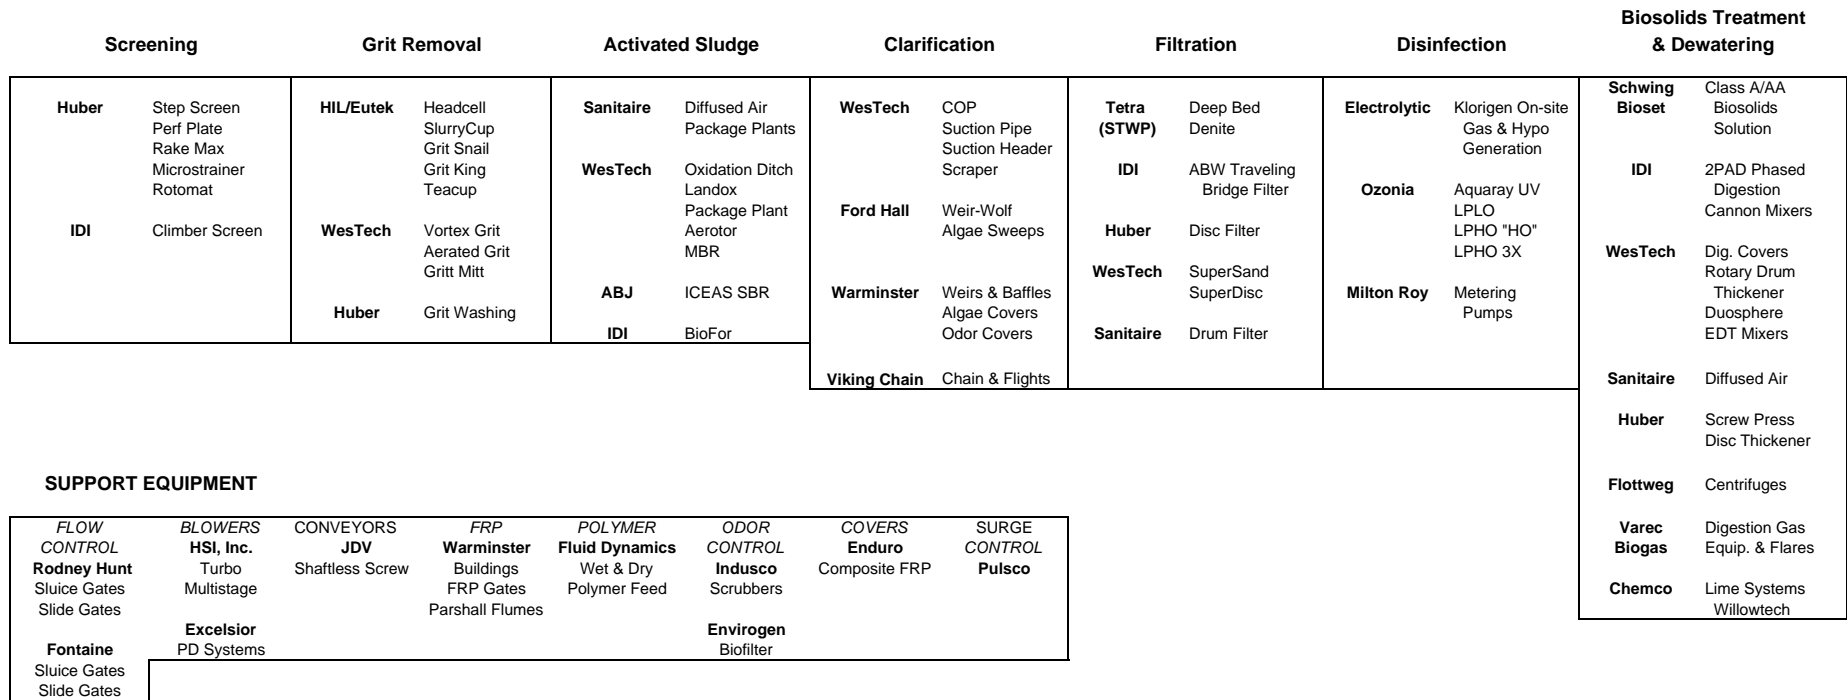 Biosolids Treatment
Screening Grit Removal Activated Sludge Clarification Filtration Disinfection & Dewatering
Schwing Class A/AA
Huber Step Screen HIL/Eutek Headcell Sanitaire Diffused Air WesTech COP Tetra Deep Bed Electrolytic Klorigen On-site Bioset Biosolids
Perf Plate SlurryCup Package Plants Suction Pipe (STWP) Denite Gas & Hypo Solution
Rake Max Grit Snail Suction Header Generation
Microstrainer Grit King WesTech Oxidation Ditch Scraper IDI ABW Traveling IDI 2PAD Phased
Rotomat Teacup Landox Bridge Filter Ozonia Aquaray UV Digestion
Package Plant Ford Hall Weir-Wolf LPLO Cannon Mixers
IDI Climber Screen WesTech Vortex Grit Aerotor Algae Sweeps Huber Disc Filter LPHO "HO"
Aerated Grit MBR LPHO 3X WesTech Dig. Covers
Gritt Mitt WesTech SuperSand Rotary Drum
ABJ ICEAS SBR Warminster Weirs & Baffles SuperDisc Milton Roy Metering Thickener
Huber Grit Washing Algae Covers Pumps Duosphere
IDI BioFor Odor Covers Sanitaire Drum Filter EDT Mixers
Viking Chain Chain & Flights Sanitaire Diffused Air
Huber Screw Press
Disc Thickener
SUPPORT EQUIPMENT Flottweg Centrifuges
FLOW BLOWERS CONVEYORS FRP POLYMER ODOR COVERS SURGE Varec Digestion Gas
CONTROL HSI, Inc. JDV Warminster Fluid Dynamics CONTROL Enduro CONTROL Biogas Equip. & Flares
Rodney Hunt Turbo Shaftless Screw Buildings Wet & Dry Indusco Composite FRP Pulsco
Sluice Gates Multistage FRP Gates Polymer Feed Scrubbers Chemco Lime Systems
Slide Gates Parshall Flumes Willowtech
Excelsior Envirogen
Fontaine PD Systems Biofilter
Sluice Gates
Slide Gates